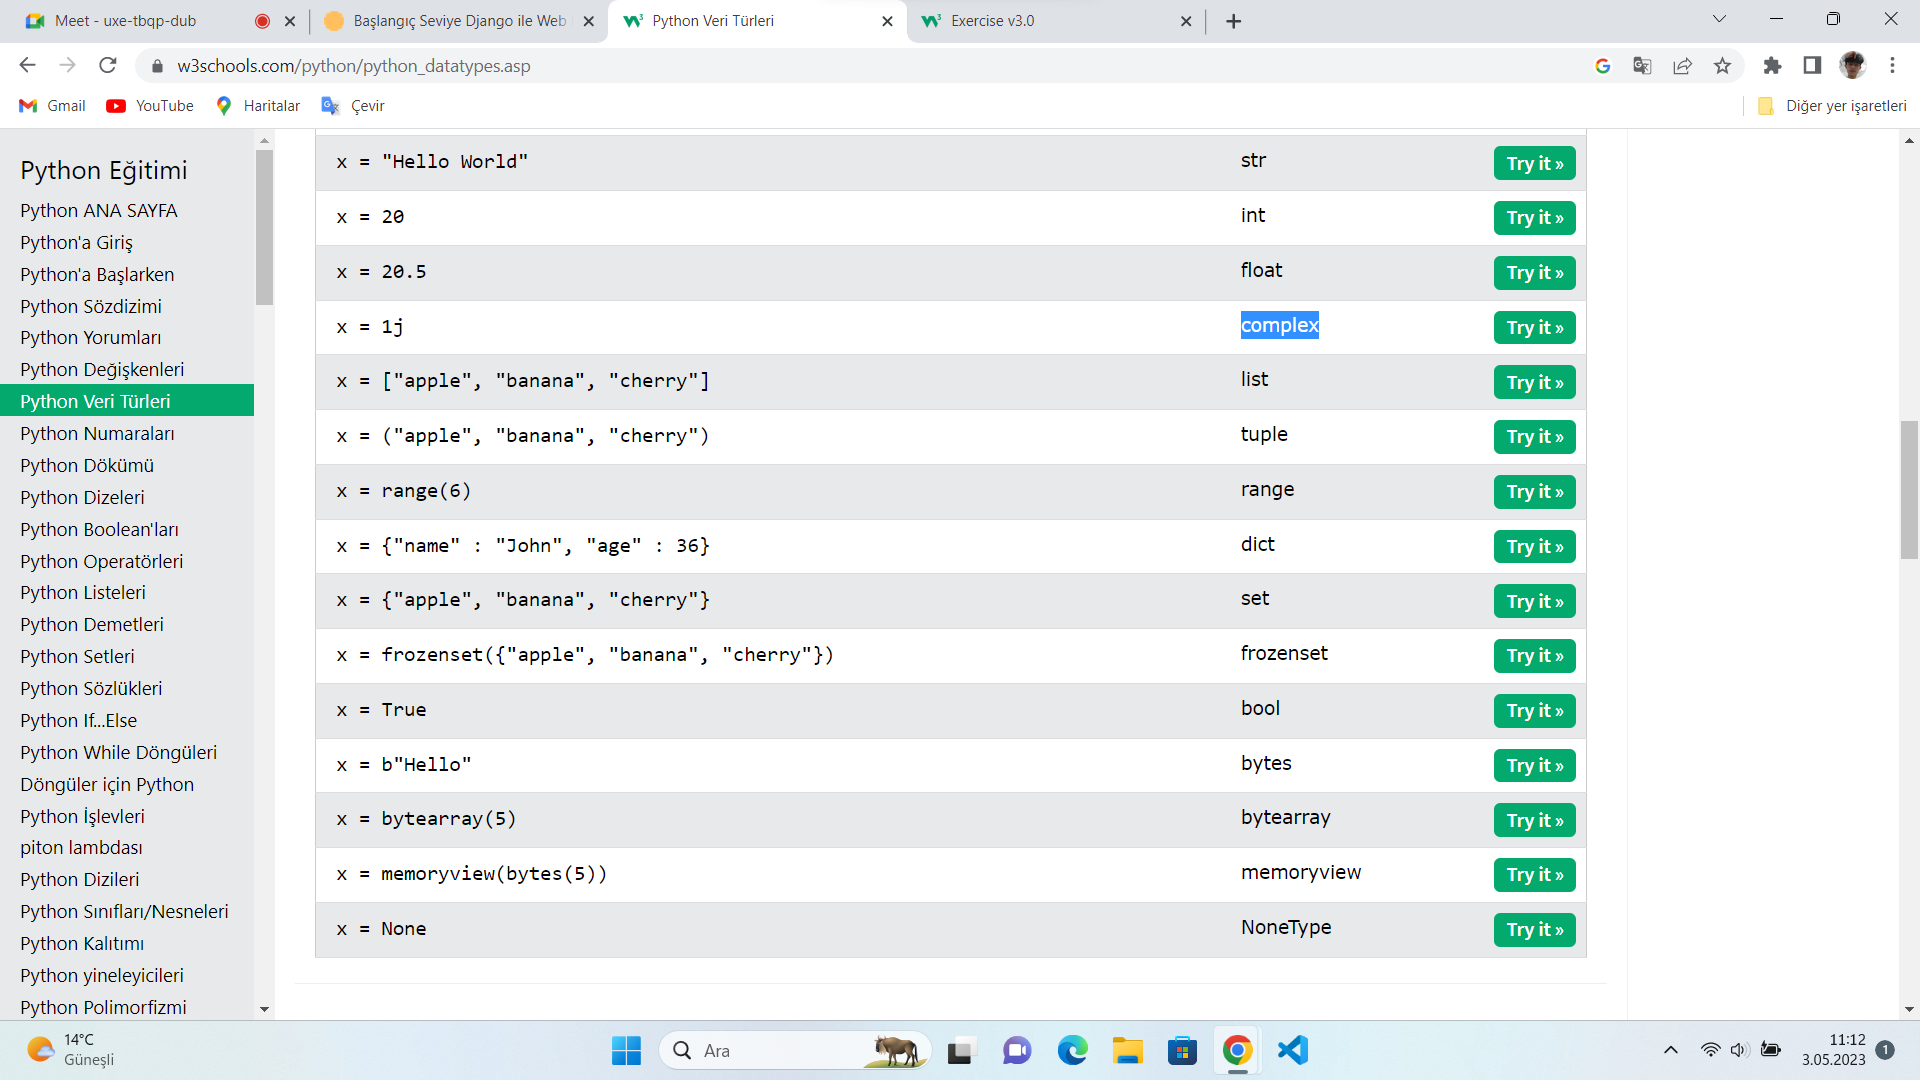 Meet - uxe-tbqp-dub
Başlangıç Seviye Django ile Web
Python Veri Türleri
Exercise v3.0
w3schools.com/python/python_datatypes.asp
Gmail
YouTube
Haritalar
Çevir
Diğer yer işaretleri
Python Eğitimi
Python ANA SAYFA
Python'a Giriş
Python'a Başlarken
Python Sözdizimi
Python Yorumları
Python Değişkenleri
Python Veri Türleri
Python Numaraları
Python Dökümü
Python Dizeleri
Python Boolean'ları
Python Operatörleri
Python Listeleri
Python Demetleri
Python Setleri
Python Sözlükleri
Python If...Else
Python While Döngüleri
Döngüler için Python
Python İşlevleri
piton lambdası
Python Dizileri
Python Sınıfları/Nesneleri
Python Kalıtımı
Python yineleyicileri
Python Polimorfizmi
x = "Hello World" str Try it »
x = 20 int Try it »
x = 20.5 float Try it »
x = 1j complex Try it »
x = ["apple", "banana", "cherry"] list Try it »
x = ("apple", "banana", "cherry") tuple Try it »
x = range(6) range Try it »
x = {"name" : "John", "age" : 36} dict Try it »
x = {"apple", "banana", "cherry"} set Try it »
x = frozenset({"apple", "banana", "cherry"}) frozenset Try it »
x = True bool Try it »
x = b"Hello" bytes Try it »
x = bytearray(5) bytearray Try it »
x = memoryview(bytes(5)) memoryview Try it »
x = None NoneType Try it »
14°C
Güneşli
Ara
11:12
3.05.2023
1